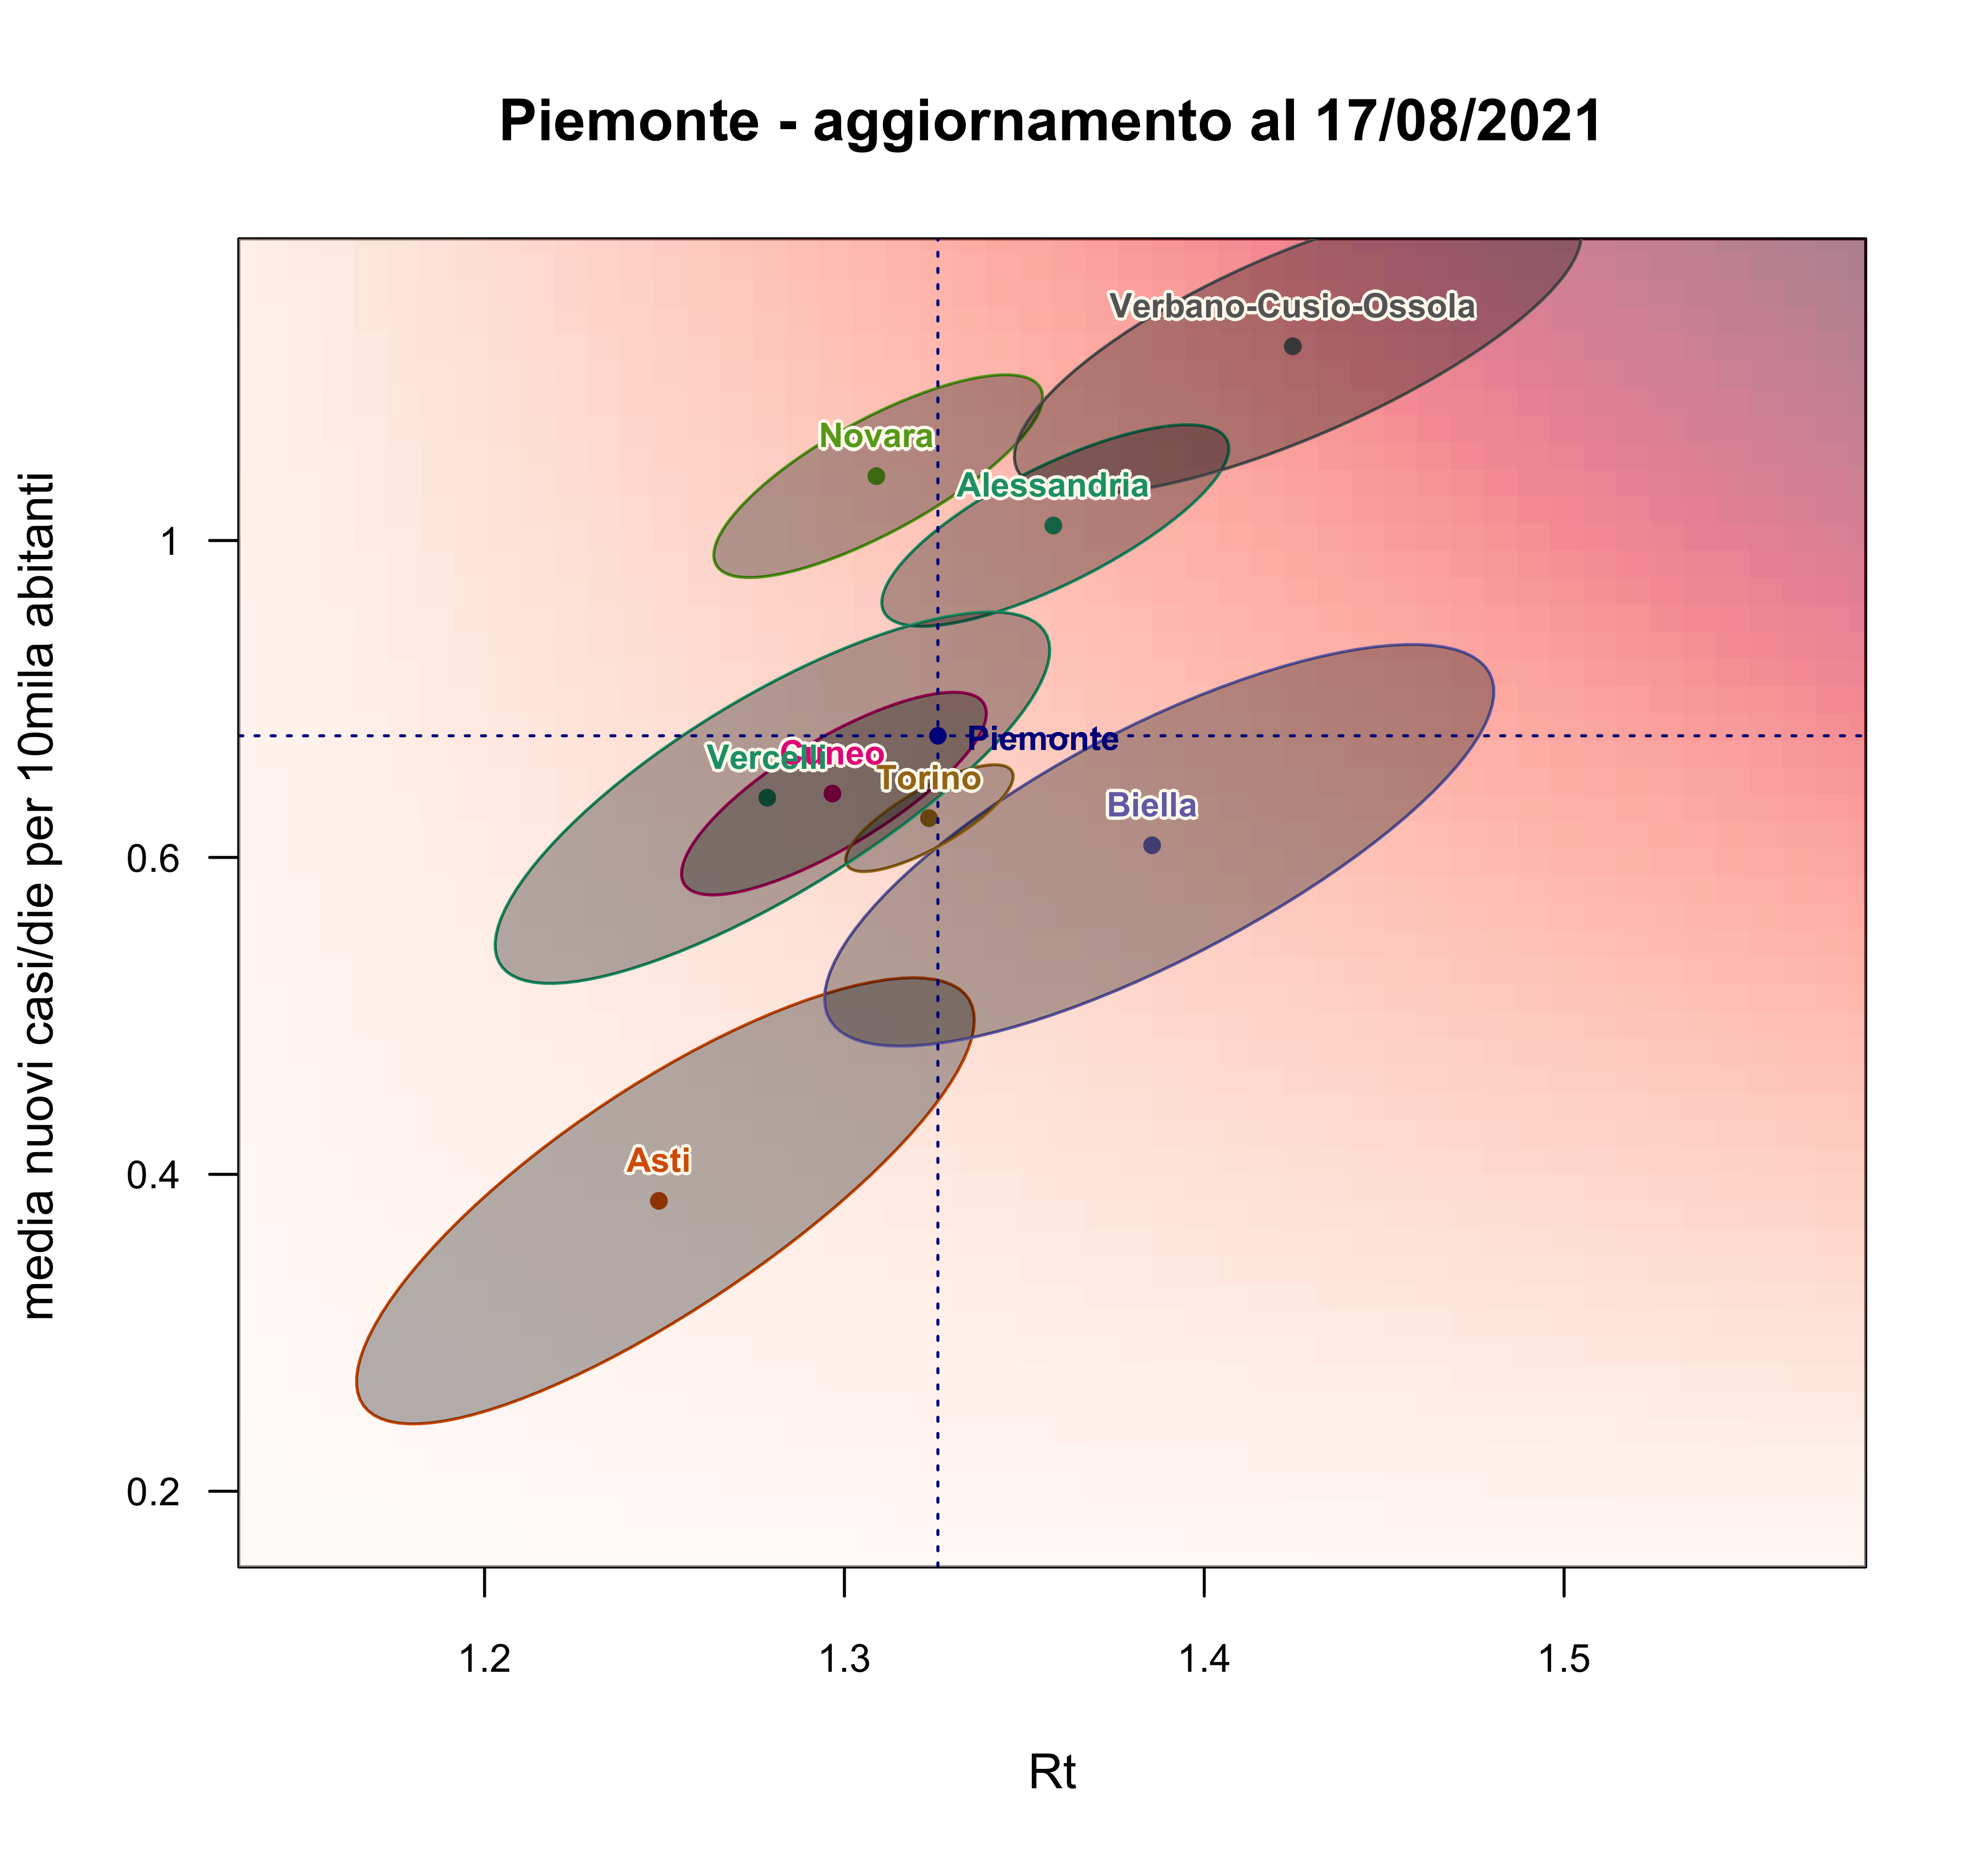 Piemonte - aggiornamento al 17/08/2021
media nuovi casi/die per 10mila abitanti
1
0.6
0.4
0.2
Verbano-Cusio-Ossola
Novara
Alessandria
Piemonte
Cuneo
Vercelli
Torino
Biella
Asti
1.2
1.3
1.4
1.5
Rt